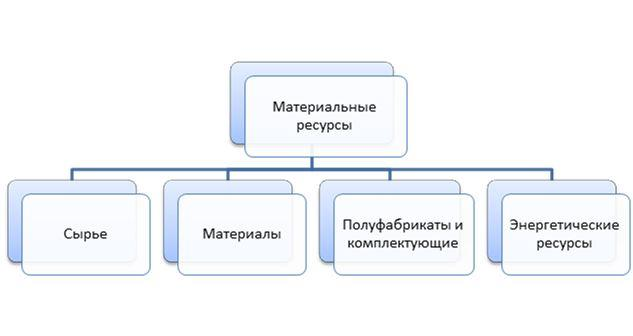 Материальные
ресурсы
Сырье
Материалы
Полуфабрикаты и
комплектующие
Энергетические
ресурсы